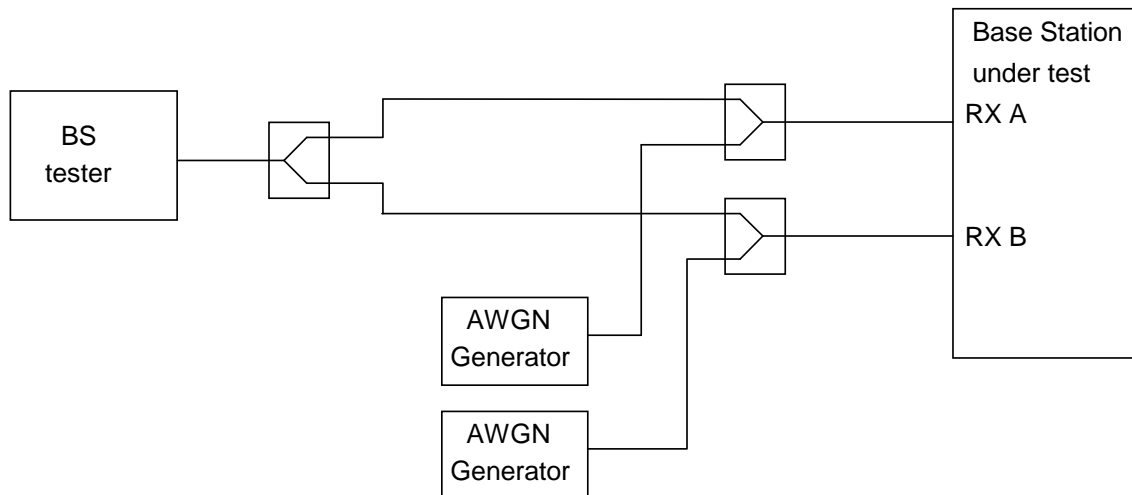 BS
tester
Base Station
under test
RX A
RX B
AWGN
Generator
AWGN
Generator